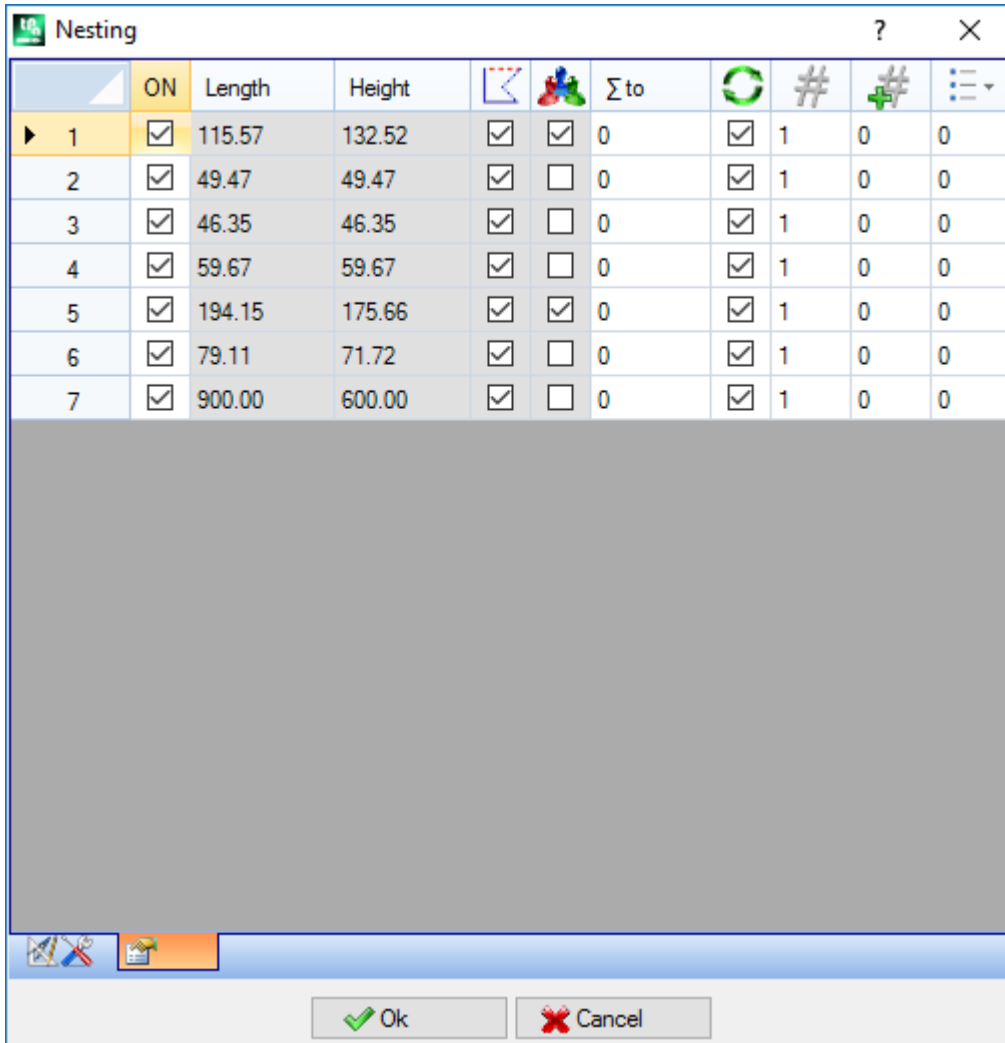 Nesting ?
ON Length Height Σ to # #
1 115.57 132.52 0 1 0 0
2 49.47 49.47 0 1 0 0
3 46.35 46.35 0 1 0 0
4 59.67 59.67 0 1 0 0
5 194.15 175.66 0 1 0 0
6 79.11 71.72 0 1 0 0
7 900.00 600.00 0 1 0 0
Ok Cancel